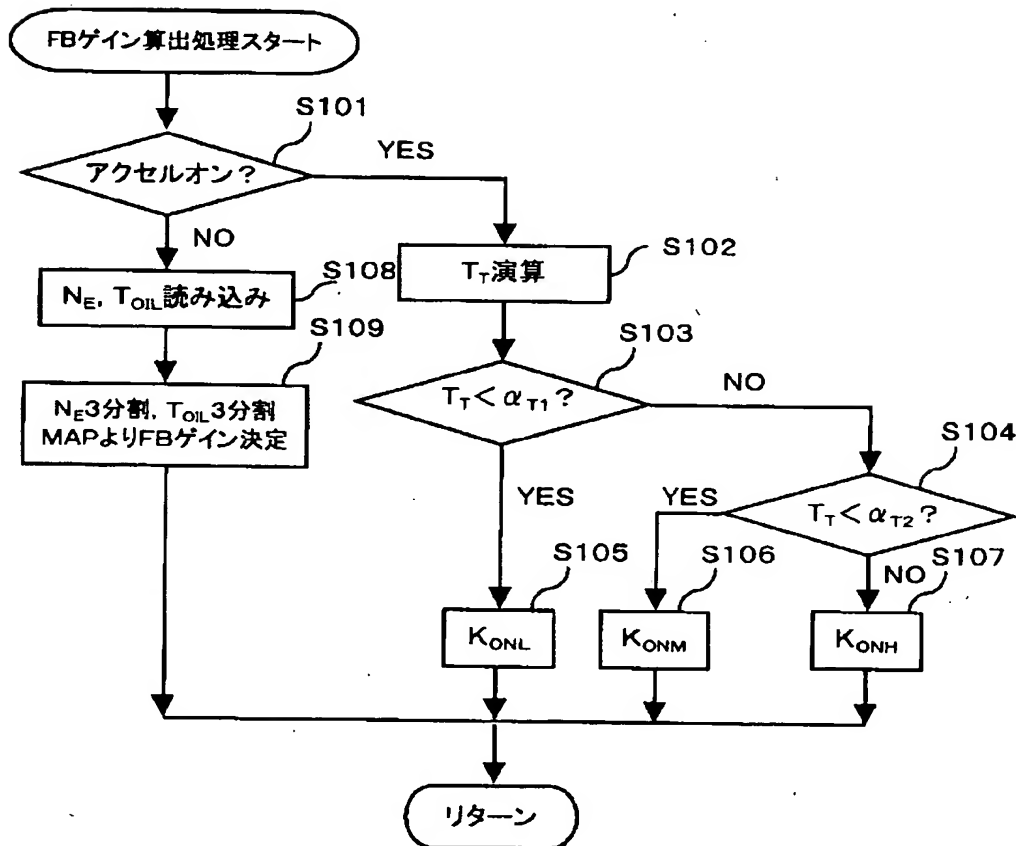 FBゲイン算出処理スタート
S101
アクセルオン?
YES
NO
S108
NE, TOIL読み込み
S102
TT演算
S109
NE3分割, TOIL3分割
MAPよりFBゲイン決定
S103
TT<αT1?
NO
YES
S104
TT<αT2?
YES
NO
S105
KONL
S106
KONM
S107
KONH
リターン